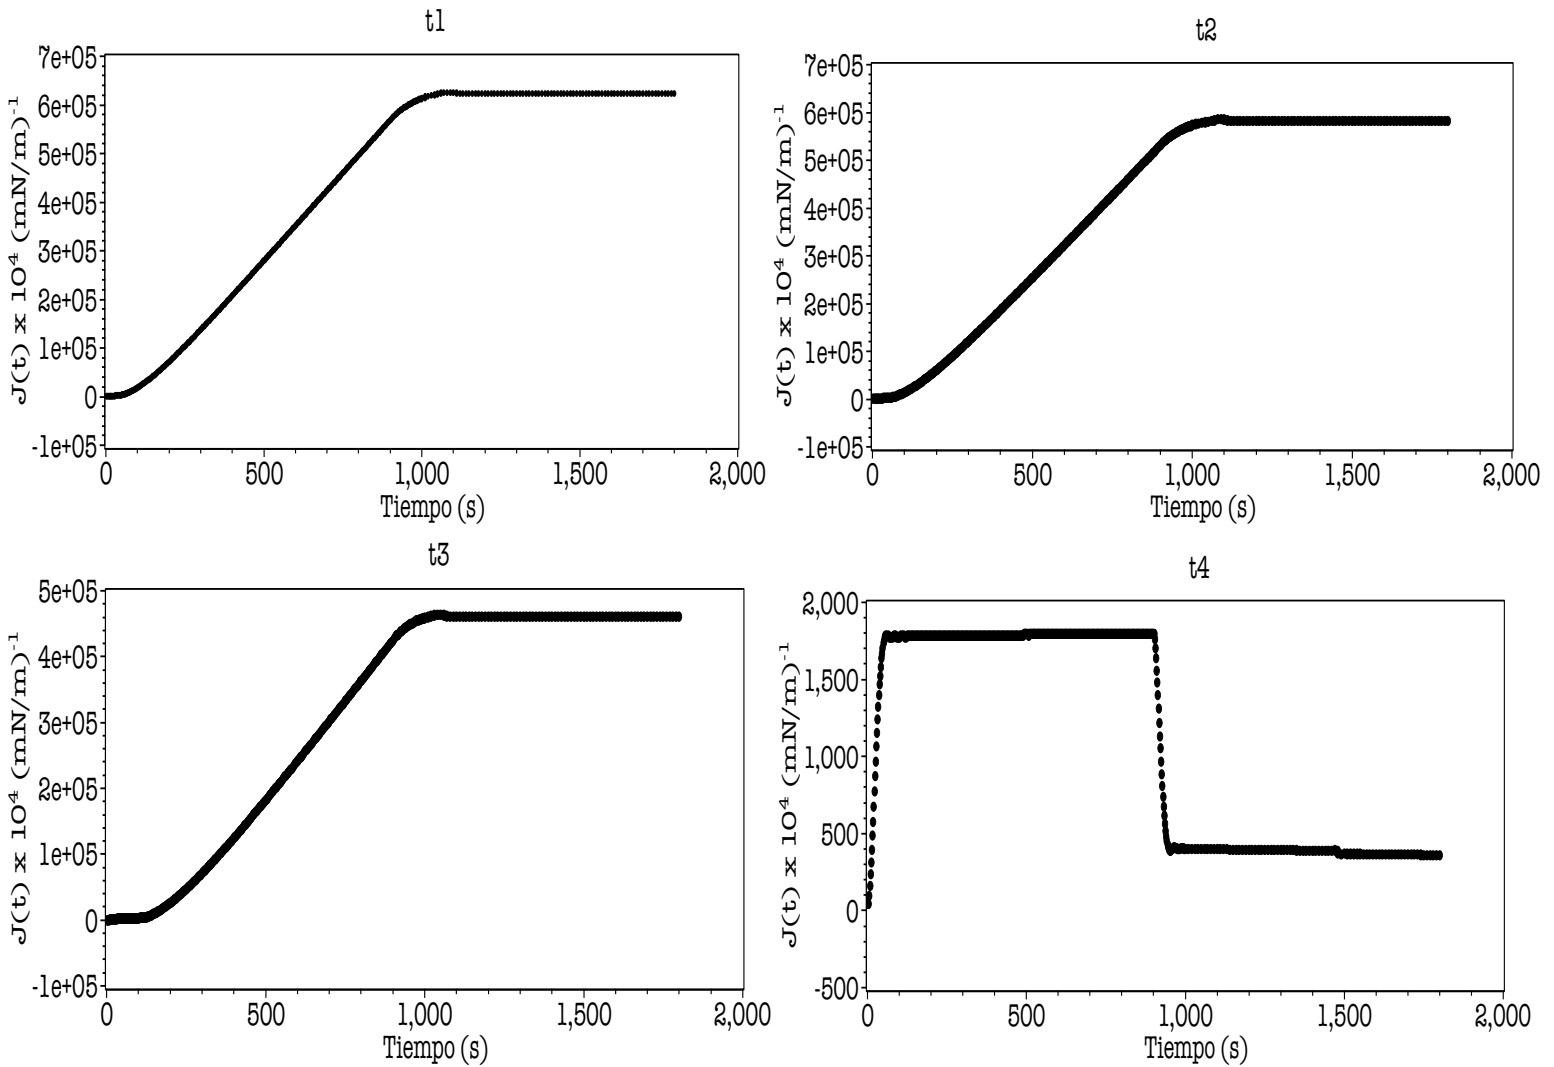 t1
7e+05
6e+05
5e+05
4e+05
3e+05
2e+05
1e+05
0
-1e+05
J(t) x 10⁴ (mN/m)⁻¹
0 500 1,000 1,500 2,000
Tiempo (s)
t2
7e+05
6e+05
5e+05
4e+05
3e+05
2e+05
1e+05
0
-1e+05
J(t) x 10⁴ (mN/m)⁻¹
0 500 1,000 1,500 2,000
Tiempo (s)
t3
5e+05
4e+05
3e+05
2e+05
1e+05
0
-1e+05
J(t) x 10⁴ (mN/m)⁻¹
0 500 1,000 1,500 2,000
Tiempo (s)
t4
2,000
1,500
1,000
500
0
-500
J(t) x 10⁴ (mN/m)⁻¹
0 500 1,000 1,500 2,000
Tiempo (s)